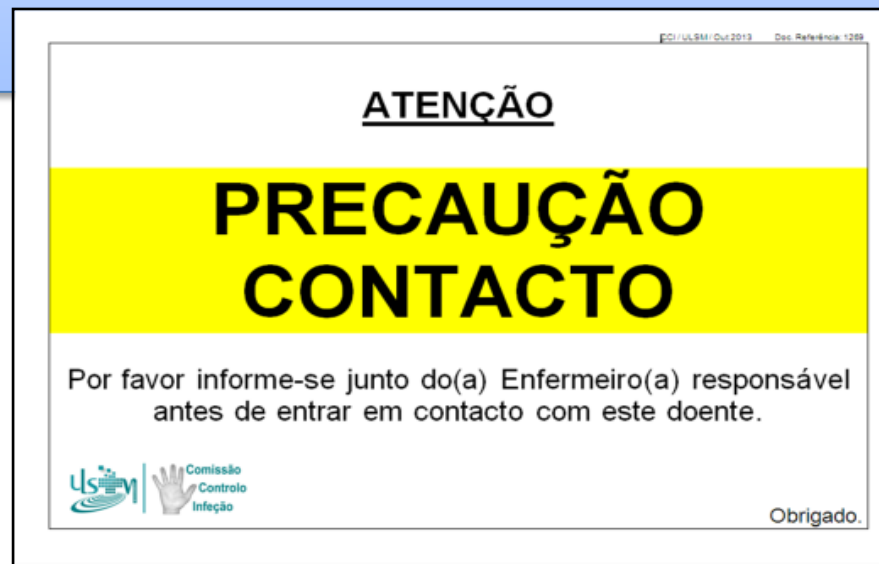 CCI / ULSM / Out 2013 Doc. Referência: 1269
ATENÇÃO
PRECAUÇÃO
CONTACTO
Por favor informe-se junto do(a) Enfermeiro(a) responsável
antes de entrar em contacto com este doente.
ulsm
Comissão
Controlo
Infeção
Obrigado.